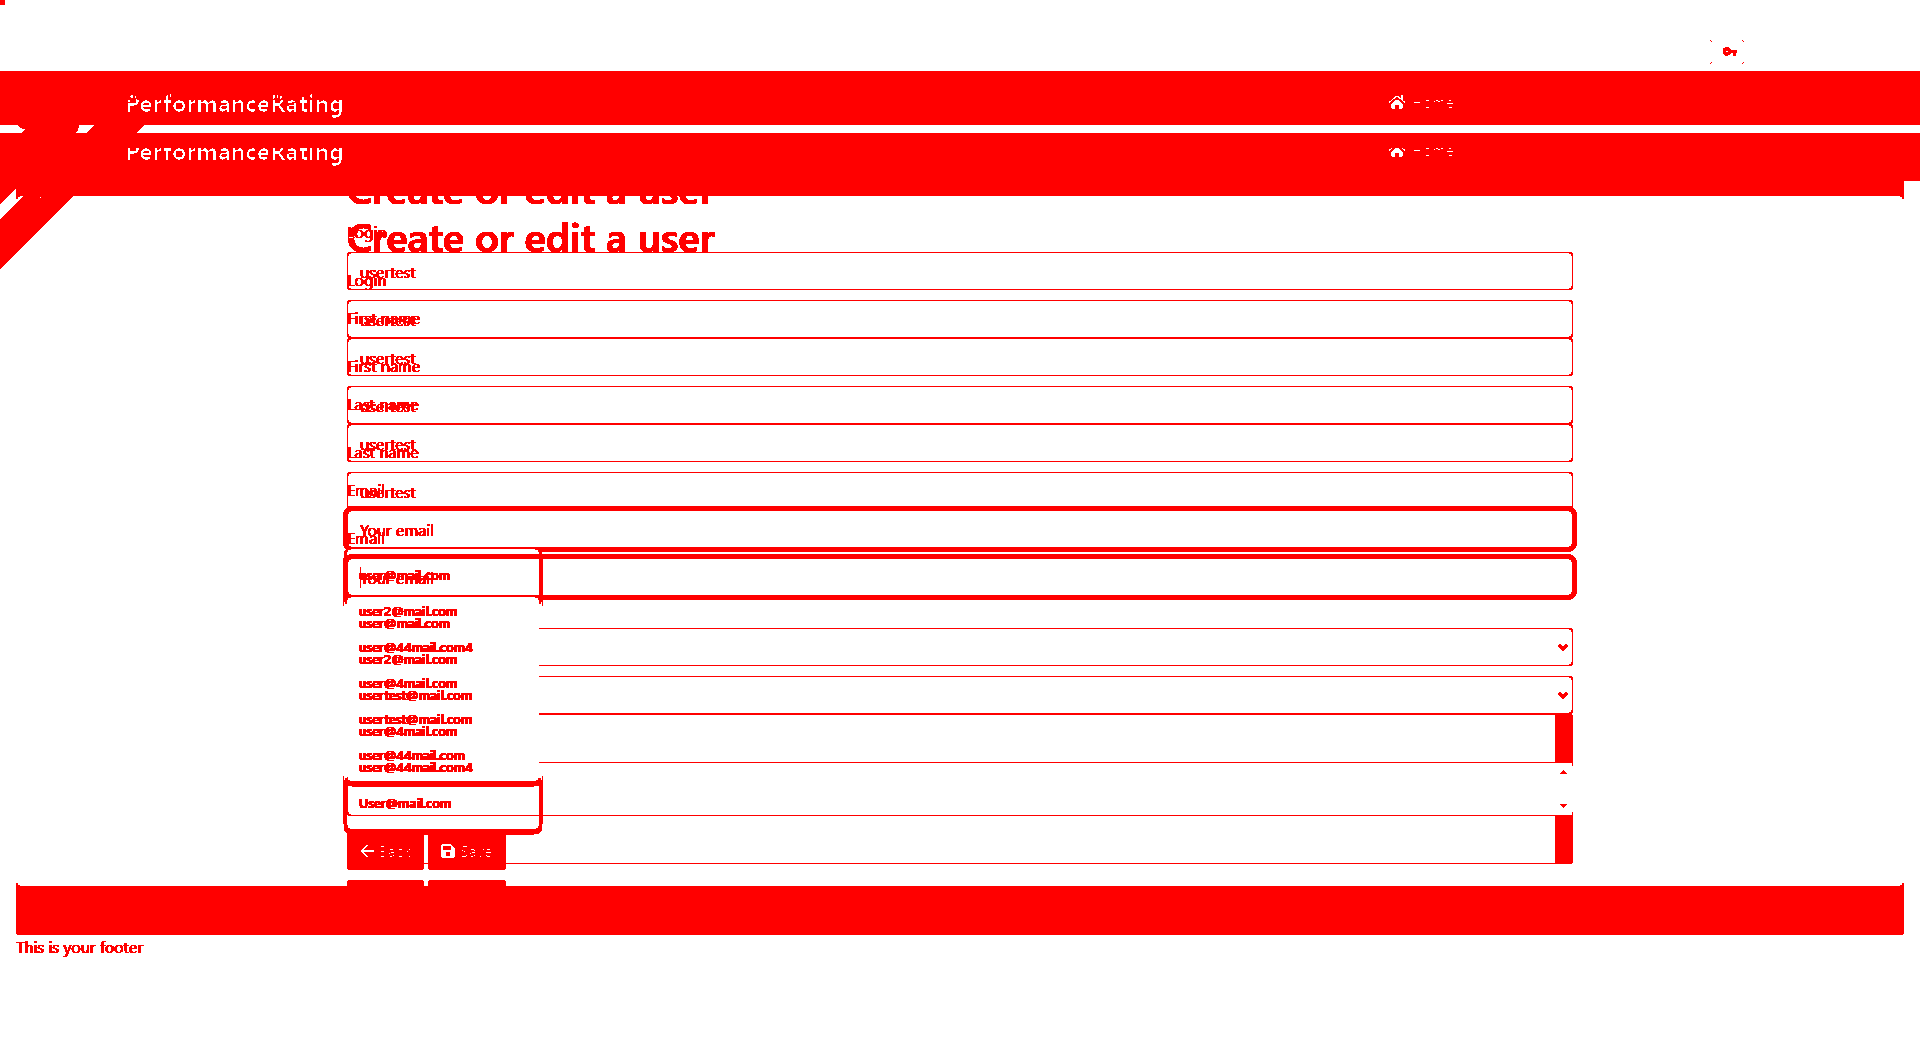 PerformanceRating Home
PerformanceRating Home
Create or edit a user
Login
Create or edit a user
usertest
Login
First name
usertest
usertest
First name
Last name
usertest
usertest
Last name
Email
usertest
Your email
Email
user@mail.com
Your email
user2@mail.com
user@mail.com
user@44mail.com4
user2@mail.com
user@4mail.com
usertest@mail.com
usertest@mail.com
user@4mail.com
user@44mail.com
user@44mail.com4
User@mail.com
Back Save
This is your footer